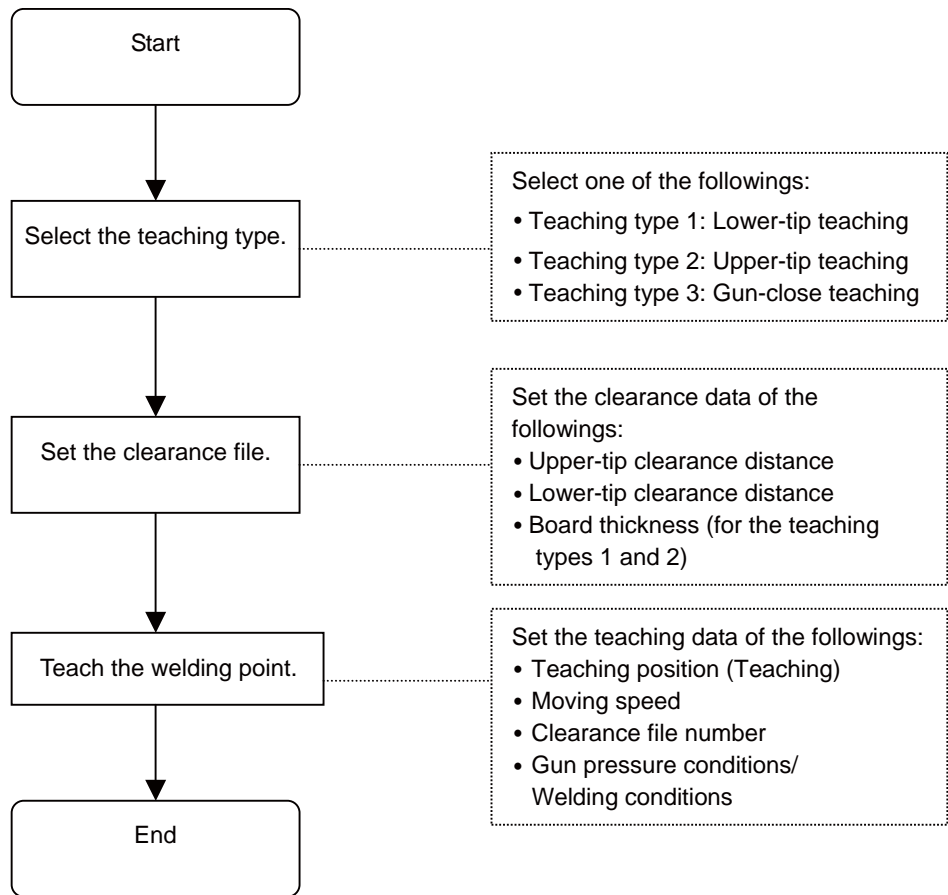 Start
Select the teaching type.
Select one of the followings:
• Teaching type 1: Lower-tip teaching
• Teaching type 2: Upper-tip teaching
• Teaching type 3: Gun-close teaching
Set the clearance file.
Set the clearance data of the
followings:
• Upper-tip clearance distance
• Lower-tip clearance distance
• Board thickness (for the teaching
types 1 and 2)
Teach the welding point.
Set the teaching data of the followings:
• Teaching position (Teaching)
• Moving speed
• Clearance file number
• Gun pressure conditions/
Welding conditions
End